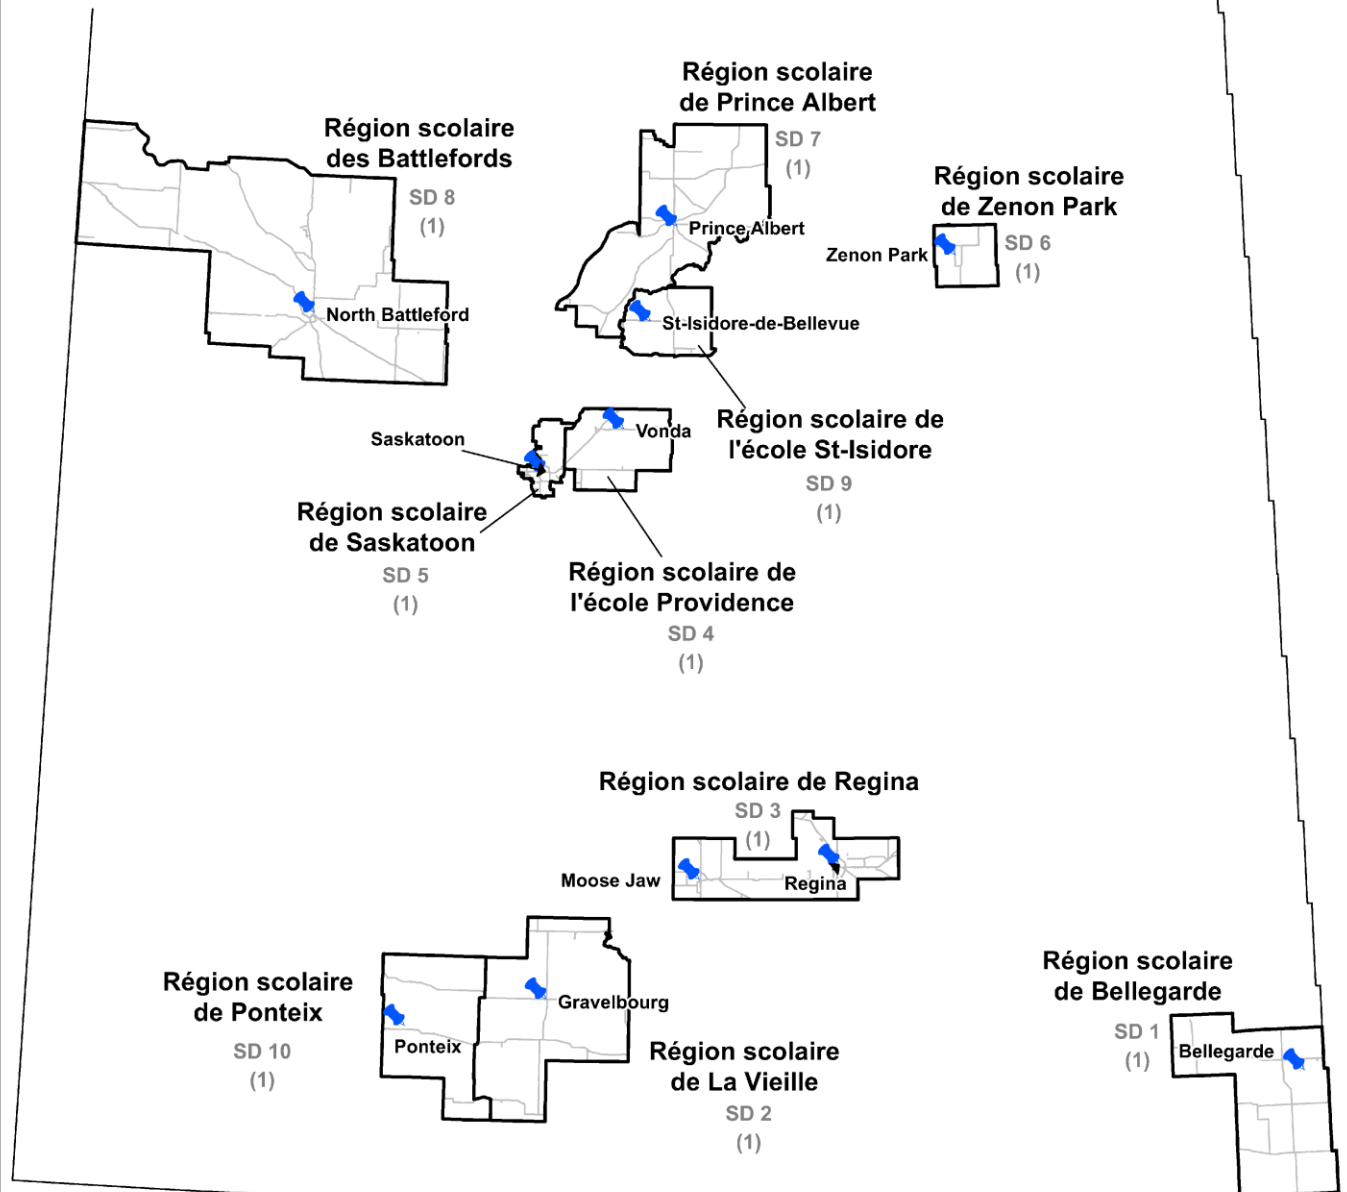 Région scolaire
de Prince Albert
SD 7
(1)
Région scolaire
des Battlefords
SD 8
(1)
Région scolaire
de Zenon Park
SD 6
(1)
Prince Albert
Zenon Park
North Battleford
St-Isidore-de-Bellevue
Région scolaire de
l'école St-Isidore
SD 9
(1)
Saskatoon
Vonda
Région scolaire
de Saskatoon
SD 5
(1)
Région scolaire de
l'école Providence
SD 4
(1)
Région scolaire de Regina
SD 3
(1)
Moose Jaw
Regina
Région scolaire
de Ponteix
SD 10
(1)
Gravelbourg
Ponteix
Région scolaire
de La Vieille
SD 2
(1)
Région scolaire
de Bellegarde
SD 1
(1)
Bellegarde